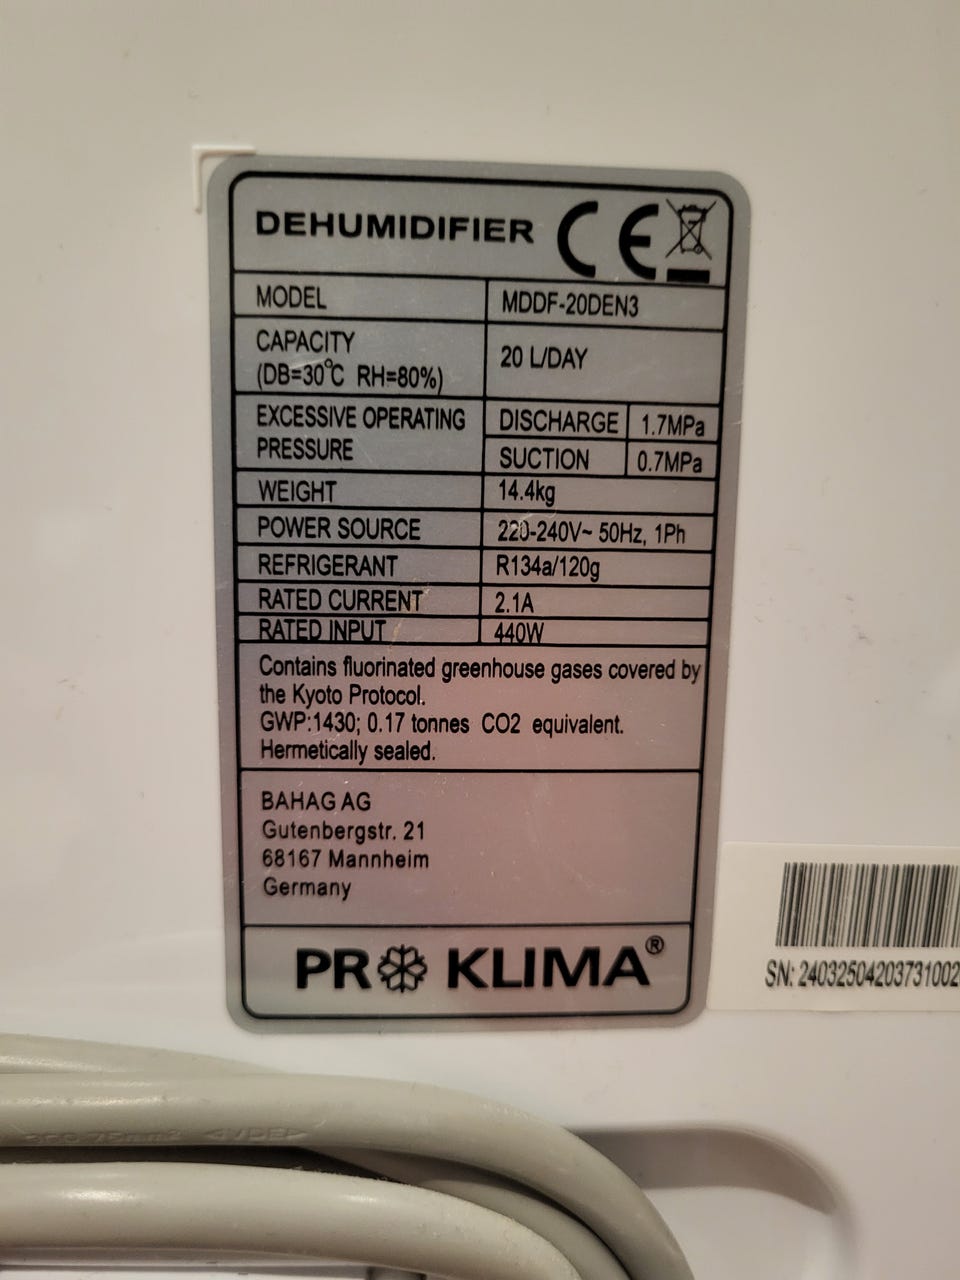 DEHUMIDIFIER CE
MODEL MDDF-20DEN3
CAPACITY
(DB=30℃ RH=80%) 20 L/DAY
EXCESSIVE OPERATING
PRESSURE
DISCHARGE 1.7MPa
SUCTION 0.7MPa
WEIGHT 14.4kg
POWER SOURCE 220-240V~ 50Hz, 1Ph
REFRIGERANT R134a/120g
RATED CURRENT 2.1A
RATED INPUT 440W
Contains fluorinated greenhouse gases covered by
the Kyoto Protocol.
GWP:1430; 0.17 tonnes CO2 equivalent.
Hermetically sealed.
BAHAG AG
Gutenbergstr. 21
68167 Mannheim
Germany
PRO KLIMA®
SN: 24032504203731002
VDE